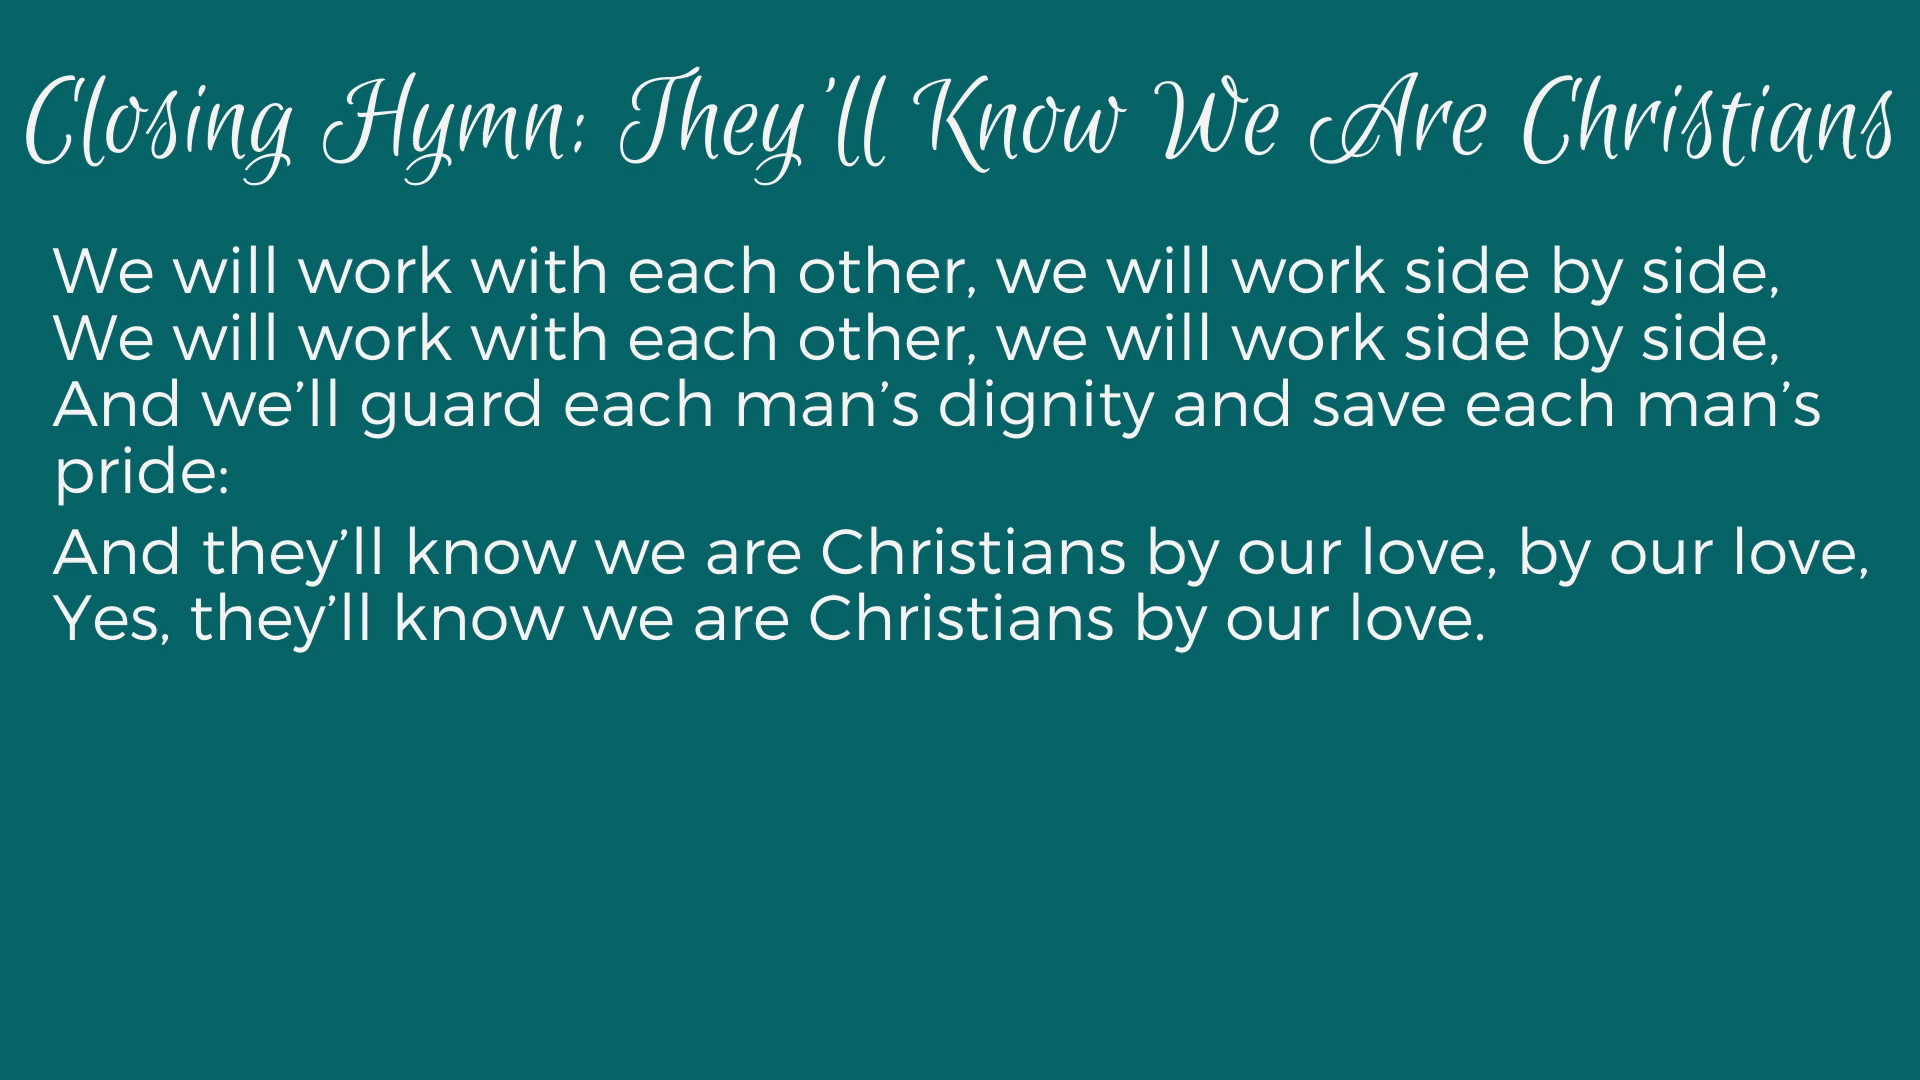 Closing Hymn: They'll Know We Are Christians
We will work with each other, we will work side by side,
We will work with each other, we will work side by side,
And we’ll guard each man’s dignity and save each man’s
pride:
And they’ll know we are Christians by our love, by our love,
Yes, they’ll know we are Christians by our love.